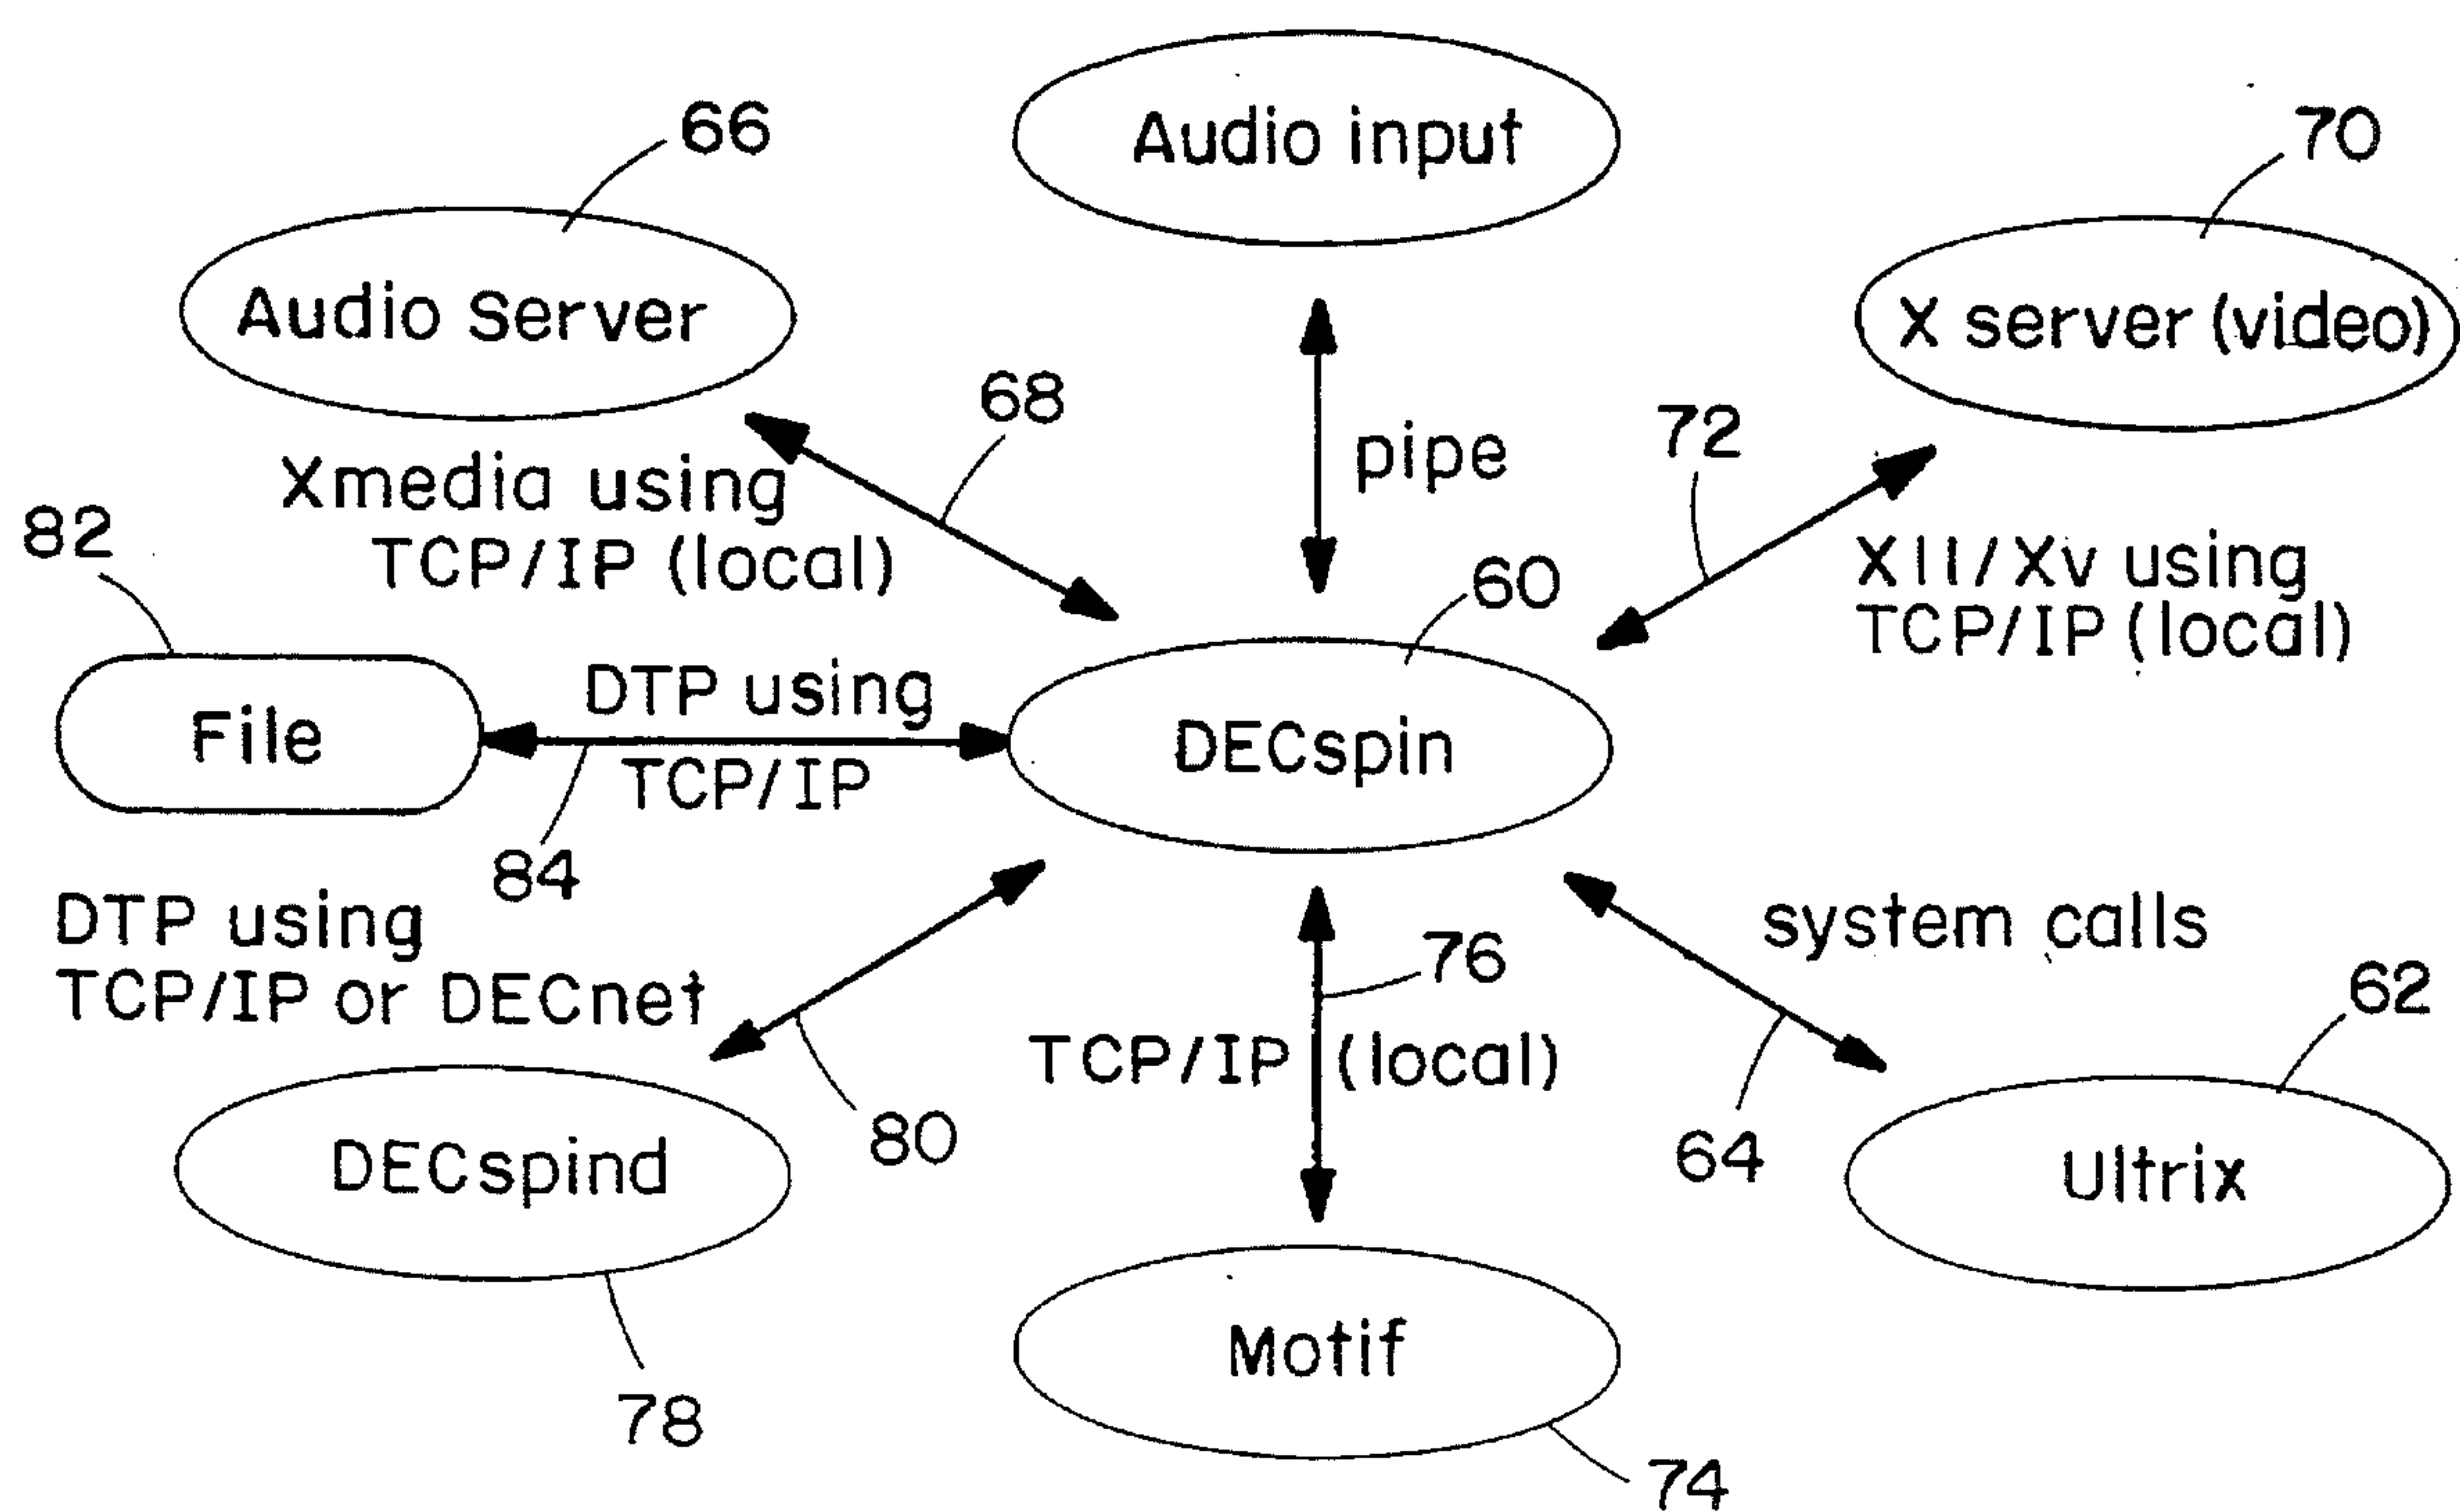 Audio input
66
70
Audio Server
X server (video)
68
72
pipe
Xmedia using
TCP/IP (local)
82
60
X11/Xv using
TCP/IP (local)
DTP using
TCP/IP
File
DECspin
84
DTP using
TCP/IP or DECnet
76
system calls
62
TCP/IP (local)
80
64
DECspind
Ultrix
Motif
78
74